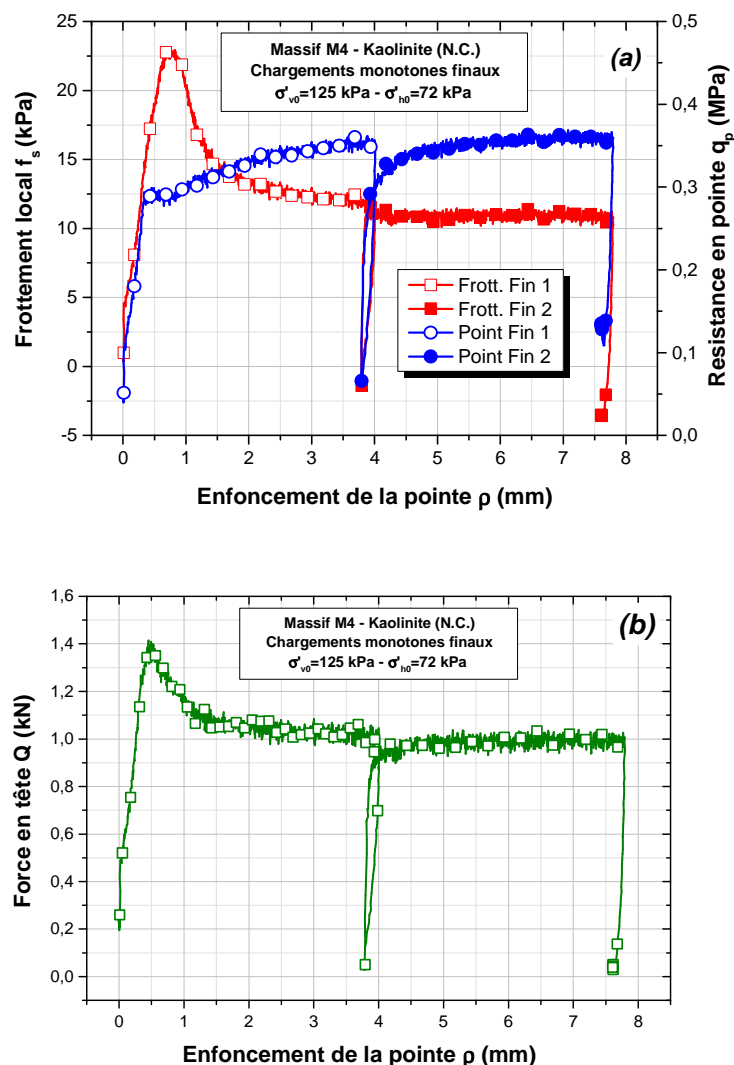 Massif M4 - Kaolinite (N.C.)
Chargements monotones finaux
σ'v0=125 kPa - σ'h0=72 kPa
(a)
Frottement local fs (kPa)
25
20
15
10
5
0
-5
0,5
0,4
0,3
0,2
0,1
0,0
Resistance en pointe qp (MPa)
Frott. Fin 1
Frott. Fin 2
Point Fin 1
Point Fin 2
0 1 2 3 4 5 6 7 8
Enfoncement de la pointe ρ (mm)
Massif M4 - Kaolinite (N.C.)
Chargements monotones finaux
σ'v0=125 kPa - σ'h0=72 kPa
(b)
Force en tête Q (kN)
1,6
1,4
1,2
1,0
0,8
0,6
0,4
0,2
0,0
0 1 2 3 4 5 6 7 8
Enfoncement de la pointe ρ (mm)